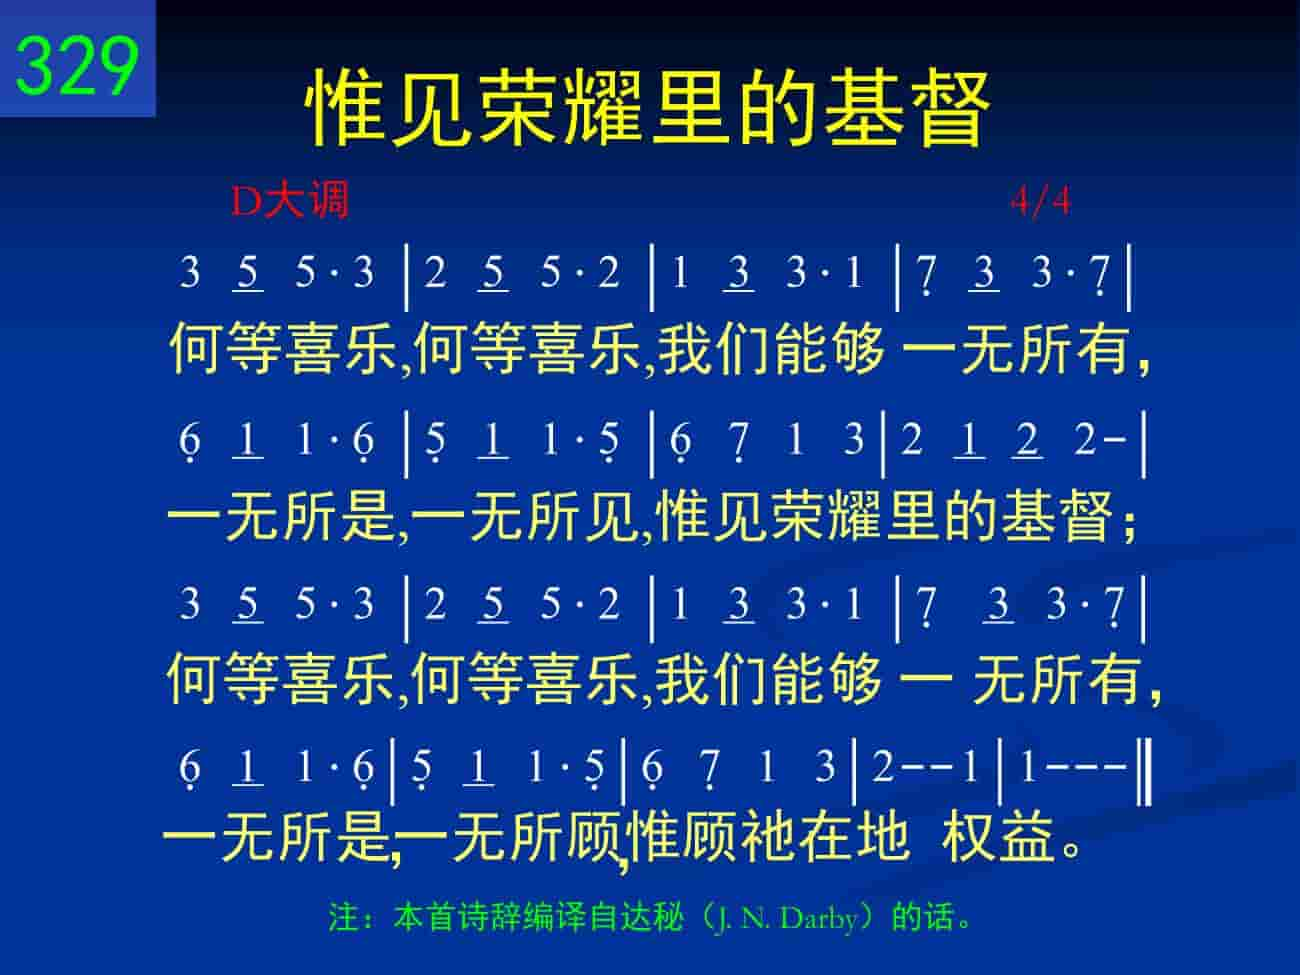 329
惟见荣耀里的基督
D大调 4/4
3 5 5·3 | 2 5 5·2 | 1 3 3·1 | 7̣ 3 3·7̣ |
何等喜乐,何等喜乐,我们能够 一无所有，
6̣ 1 1·6̣ | 5̣ 1 1·5̣ | 6̣ 7̣ 1 3 | 2 1 2 2- |
一无所是,一无所见,惟见荣耀里的基督；
3 5 5·3 | 2 5 5·2 | 1 3 3·1 | 7̣ 3 3·7̣ |
何等喜乐,何等喜乐,我们能够 一 无所有，
6̣ 1 1·6̣ | 5̣ 1 1·5̣ | 6̣ 7̣ 1 3 | 2--1 | 1---‖
一无所是,一无所顾,惟顾祂在地 权益。
注：本首诗辞编译自达秘（J. N. Darby）的话。